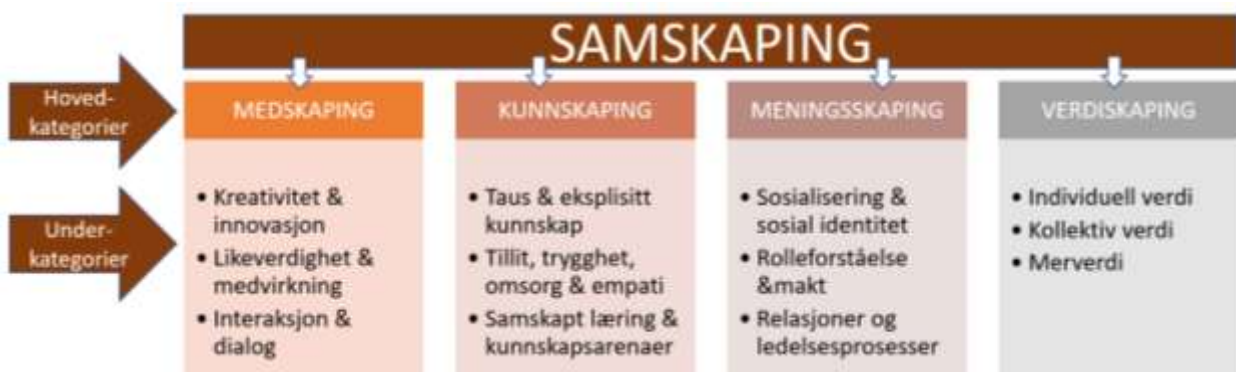 SAMSKAPING
Hoved-
kategorier
MEDSKAPING
KUNNSKAPING
MENINGSSKAPING
VERDISKAPING
Under-
kategorier
• Kreativitet &
innovasjon
• Likeverdighet &
medvirkning
• Interaksjon &
dialog
• Taus & eksplisitt
kunnskap
• Tillit, trygghet,
omsorg & empati
• Samskapt læring &
kunnskapsarenaer
• Sosialisering &
sosial identitet
• Rolleforståelse
&makt
• Relasjoner og
ledelsesprosesser
• Individuell verdi
• Kollektiv verdi
• Merverdi